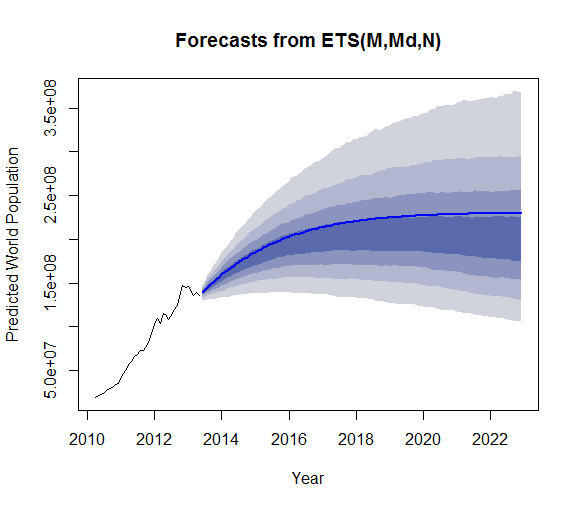 Forecasts from ETS(M,Md,N)
Predicted World Population
3.5e+08
2.5e+08
1.5e+08
5.0e+07
2010 2012 2014 2016 2018 2020 2022
Year